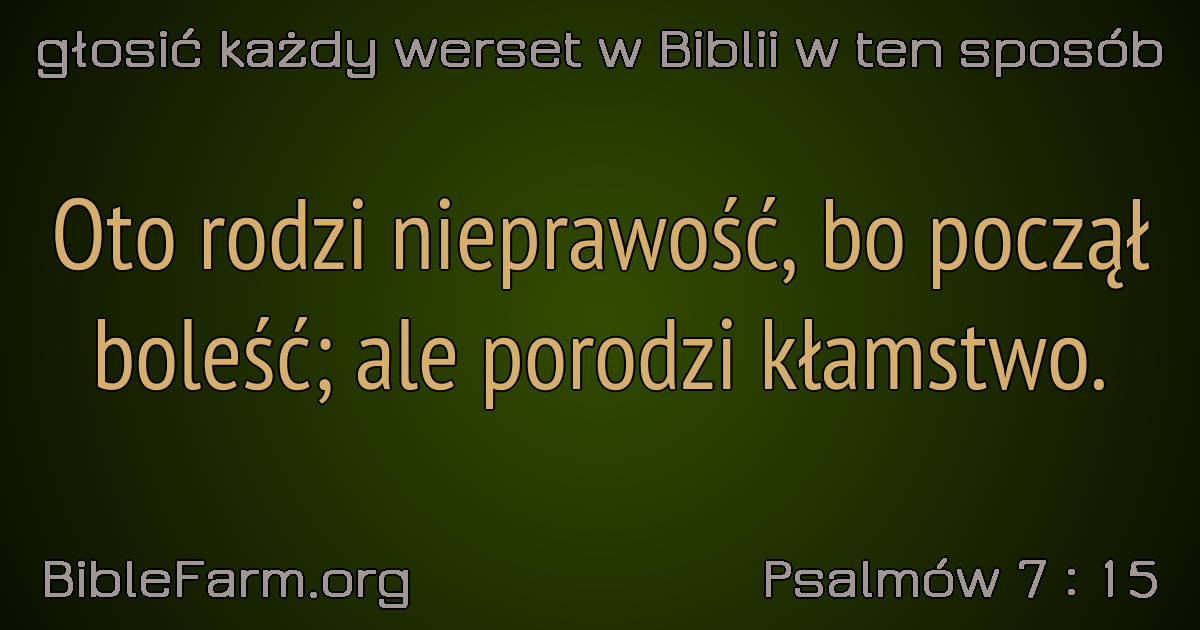 głosić każdy werset w Biblii w ten sposób
Oto rodzi nieprawość, bo począł
boleść; ale porodzi kłamstwo.
BibleFarm.org
Psalmów 7 : 15